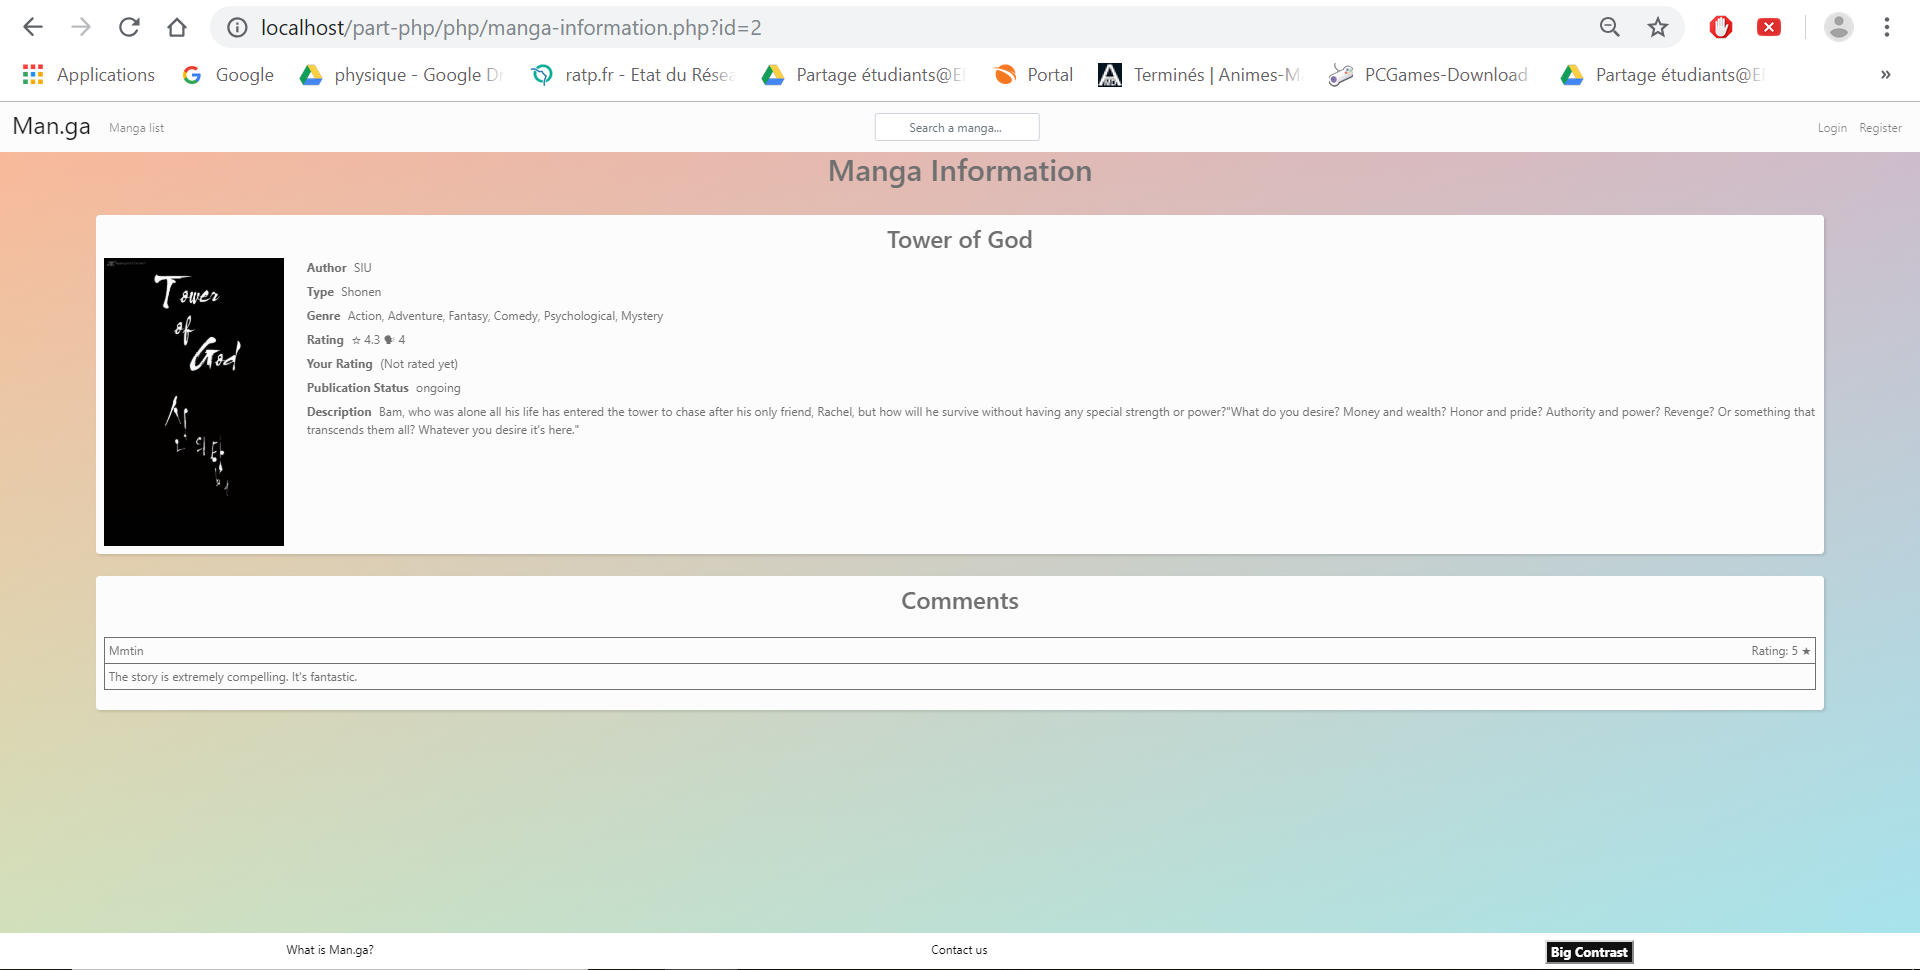 localhost/part-php/php/manga-information.php?id=2
Applications Google physique - Google Dr ratp.fr - Etat du Résea Partage étudiants@E Portal Terminés | Animes-M PCGames-Download Partage étudiants@E »
Man.ga Manga list Search a manga... Login Register
Manga Information
Tower of God
Tower
of
God
신
의탑
Author SIU
Type Shonen
Genre Action, Adventure, Fantasy, Comedy, Psychological, Mystery
Rating ☆ 4.3 🗣 4
Your Rating (Not rated yet)
Publication Status ongoing
Description Bam, who was alone all his life has entered the tower to chase after his only friend, Rachel, but how will he survive without having any special strength or power?"What do you desire? Money and wealth? Honor and pride? Authority and power? Revenge? Or something that
transcends them all? Whatever you desire it's here."
Comments
Mmtin Rating: 5 ★
The story is extremely compelling. It's fantastic.
What is Man.ga? Contact us Big Contrast